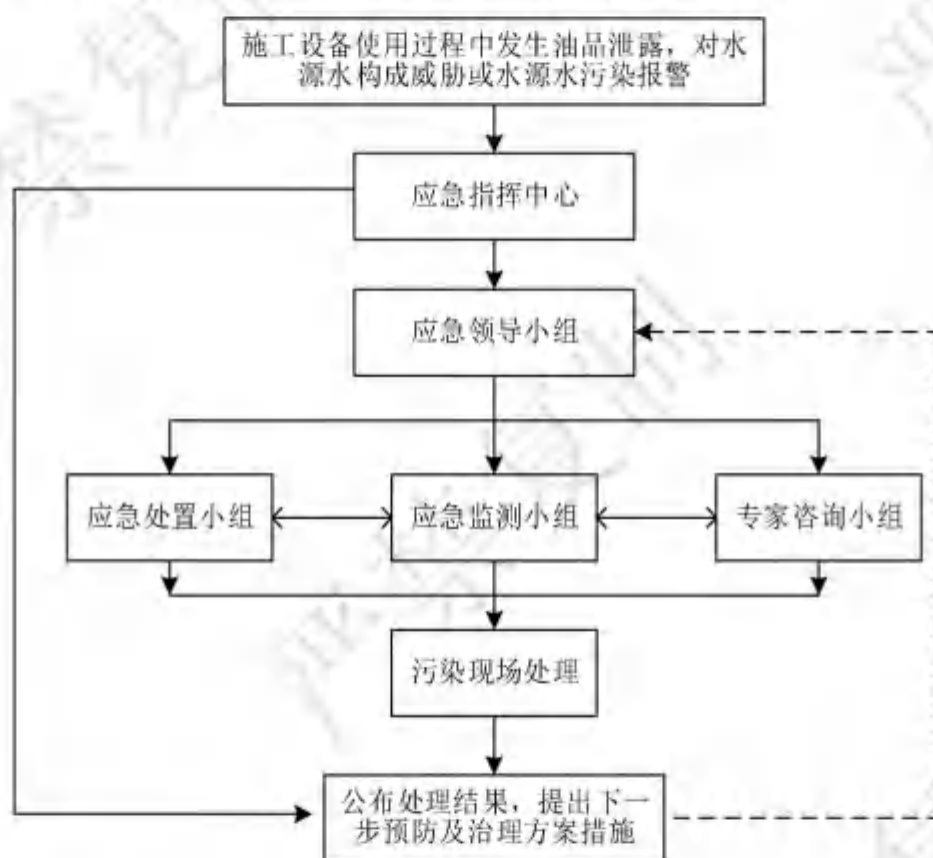 施工设备使用过程中发生油品泄露，对水
源水构成威胁或水源水污染报警
应急指挥中心
应急领导小组
应急处置小组
应急监测小组
专家咨询小组
污染现场处理
公布处理结果，提出下一
步预防及治理方案措施